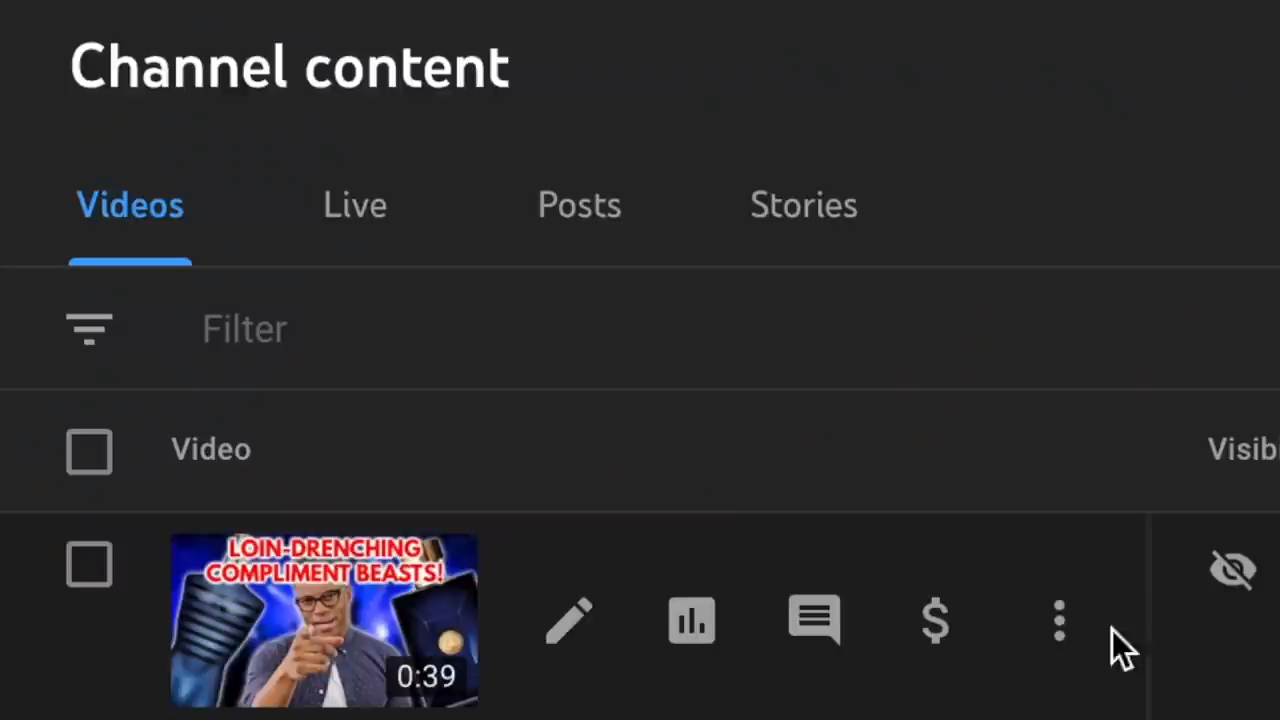 Channel content
Videos Live Posts Stories
Filter
Video Visib
LOIN-DRENCHING
COMPLIMENT BEASTS!
0:39